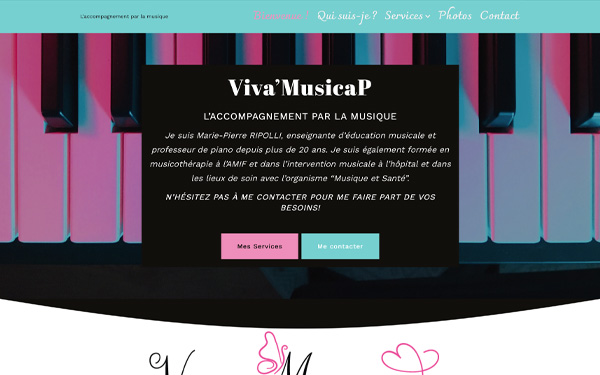 L'accompagnement par la musique
Qui suis-je ? Services Photos Contact
Viva'MusicaP
L'ACCOMPAGNEMENT PAR LA MUSIQUE
Je suis Marie-Pierre RIPOLLI, enseignante d'éducation musicale et
professeur de piano depuis plus de 20 ans. Je suis également formée en
musicothérapie à l'AMIF et dans l'intervention musicale à l'hôpital et dans
les lieux de soin avec l'organisme "Musique et Santé".
N'HÉSITEZ PAS À ME CONTACTER POUR ME FAIRE PART DE VOS
BESOINS!
Mes Services Me contacter